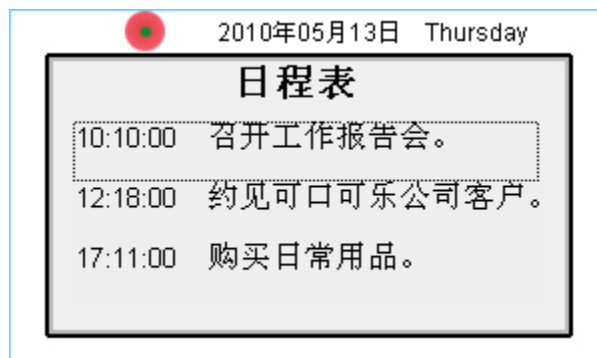 2010年05月13日 Thursday
日程表
10:10:00 召开工作报告会。
12:18:00 约见可口可乐公司客户。
17:11:00 购买日常用品。